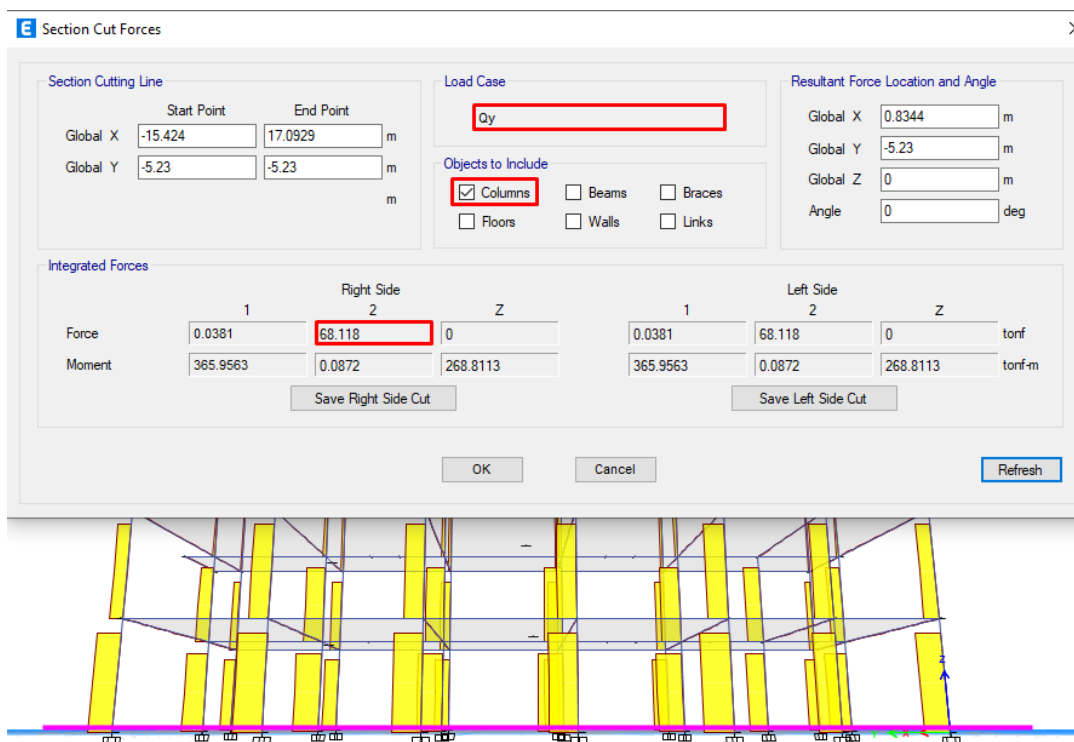 E Section Cut Forces
Section Cutting Line
Start Point End Point
Global X -15.424 17.0929 m
Global Y -5.23 -5.23 m
m
Load Case
Qy
Objects to Include
Columns Beams Braces
Floors Walls Links
Resultant Force Location and Angle
Global X 0.8344 m
Global Y -5.23 m
Global Z 0 m
Angle 0 deg
Integrated Forces
Right Side Left Side
1 2 Z 1 2 Z
Force 0.0381 68.118 0 0.0381 68.118 0 tonf
Moment 365.9563 0.0872 268.8113 365.9563 0.0872 268.8113 tonf-m
Save Right Side Cut Save Left Side Cut
OK Cancel Refresh
Z
Y X